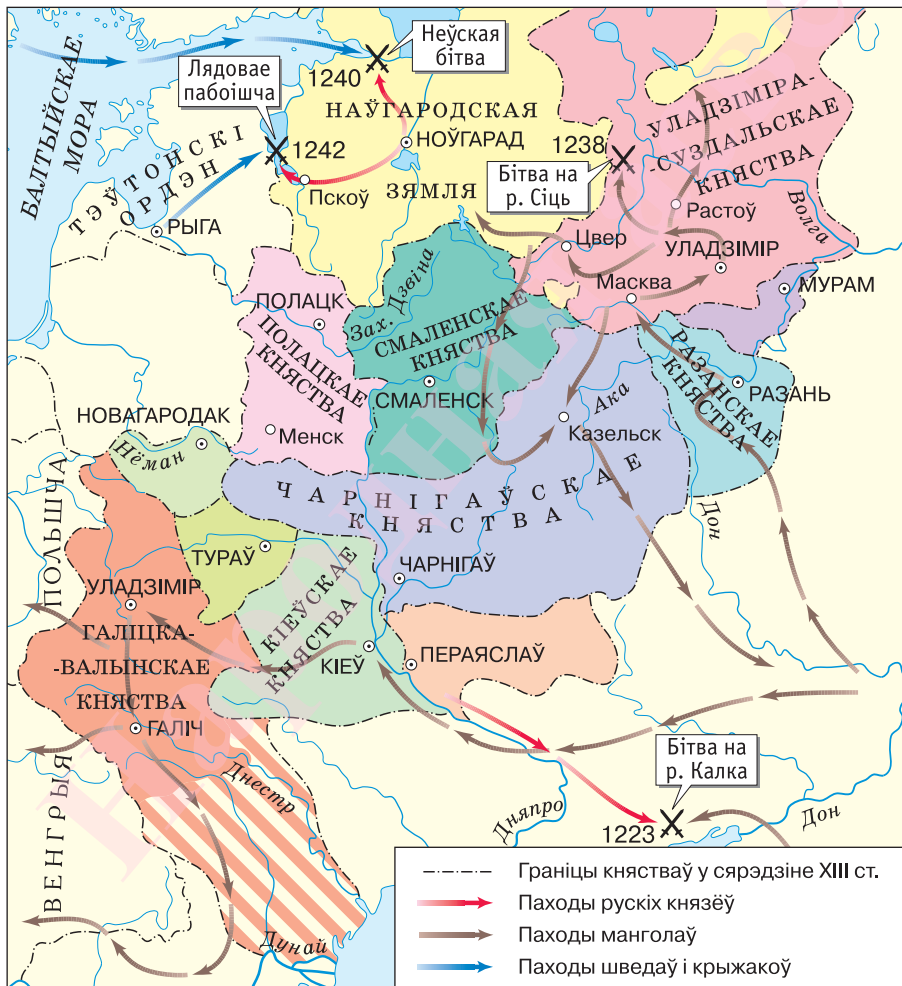 Неўская
бітва
Лядовае
пабоішча
1240
1242
НАЎГАРОДСКАЯ
ЗЯМЛЯ
НОЎГАРАД
Пскоў
БАЛТЫЙСКАЕ
МОРА
ТЭЎТОНСКІ
ОРДЭН
РЫГА
1238
Бітва на
р. Сіць
УЛАДЗІМІРА-
-СУЗДАЛЬСКАЕ
КНЯСТВА
Растоў
Волга
Цвер
УЛАДЗІМІР
Масква
МУРАМ
ПОЛАЦК
Зах. Дзвіна
ПОЛАЦКАЕ
КНЯСТВА
СМАЛЕНСКАЕ
КНЯСТВА
СМАЛЕНСК
РАЗАНСКАЕ
КНЯСТВА
РАЗАНЬ
НОВАГАРОДАК
Нёман
Менск
Ака
Казельск
Дон
ЧАРНІГАЎСКАЕ
КНЯСТВА
ПОЛЬШЧА
ТУРАЎ
ЧАРНІГАЎ
УЛАДЗІМІР
ГАЛІЦКА-
-ВАЛЫНСКАЕ
КНЯСТВА
ГАЛІЧ
КІЕЎСКАЕ
КНЯСТВА
КІЕЎ
ПЕРАЯСЛАЎ
ВЕНГРЫЯ
Днестр
Дняпро
Бітва на
р. Калка
1223
Дон
Дунай
Граніцы княстваў у сярэдзіне XIII ст.
Паходы рускіх князёў
Паходы манголаў
Паходы шведаў і крыжакоў